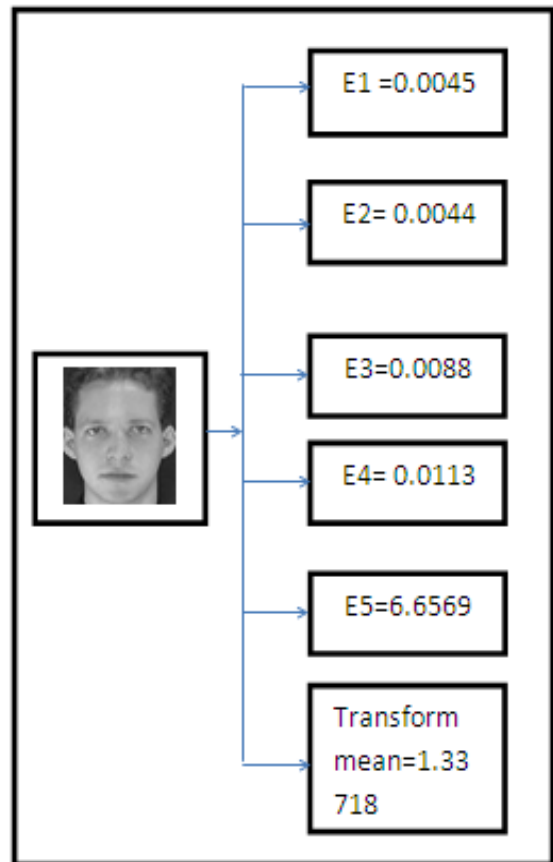 E1 =0.0045
E2= 0.0044
E3=0.0088
E4= 0.0113
E5=6.6569
Transform
mean=1.33
718